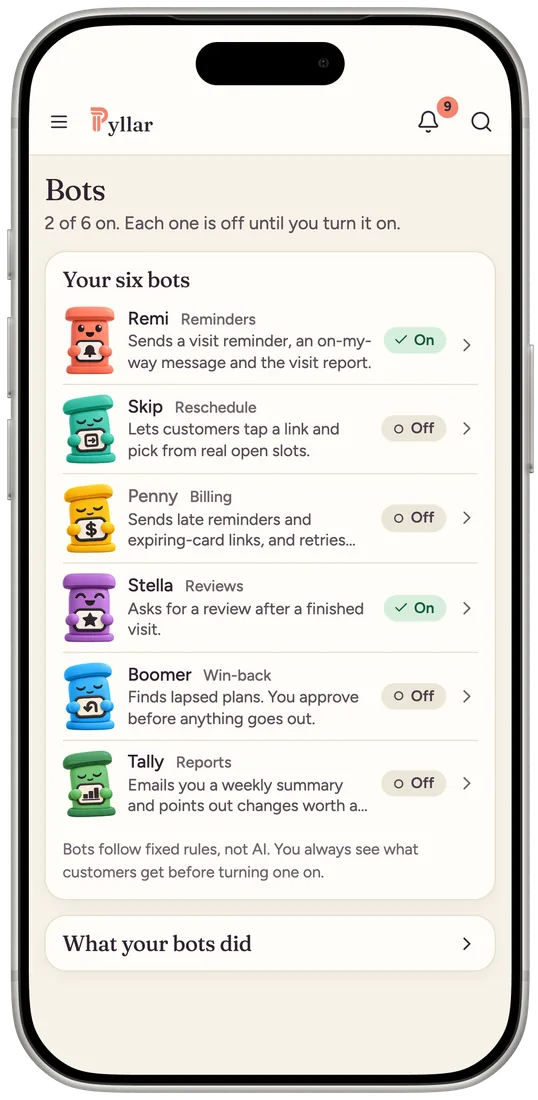 Pyllar
9
Bots
2 of 6 on. Each one is off until you turn it on.
Your six bots
Remi Reminders
Sends a visit reminder, an on-my-
way message and the visit report.
On
Skip Reschedule
Lets customers tap a link and
pick from real open slots.
Off
Penny Billing
$
Sends late reminders and
expiring-card links, and retries...
Off
Stella Reviews
Asks for a review after a finished
visit.
On
Boomer Win-back
Finds lapsed plans. You approve
before anything goes out.
Off
Tally Reports
Emails you a weekly summary
and points out changes worth a...
Off
Bots follow fixed rules, not AI. You always see what
customers get before turning one on.
What your bots did